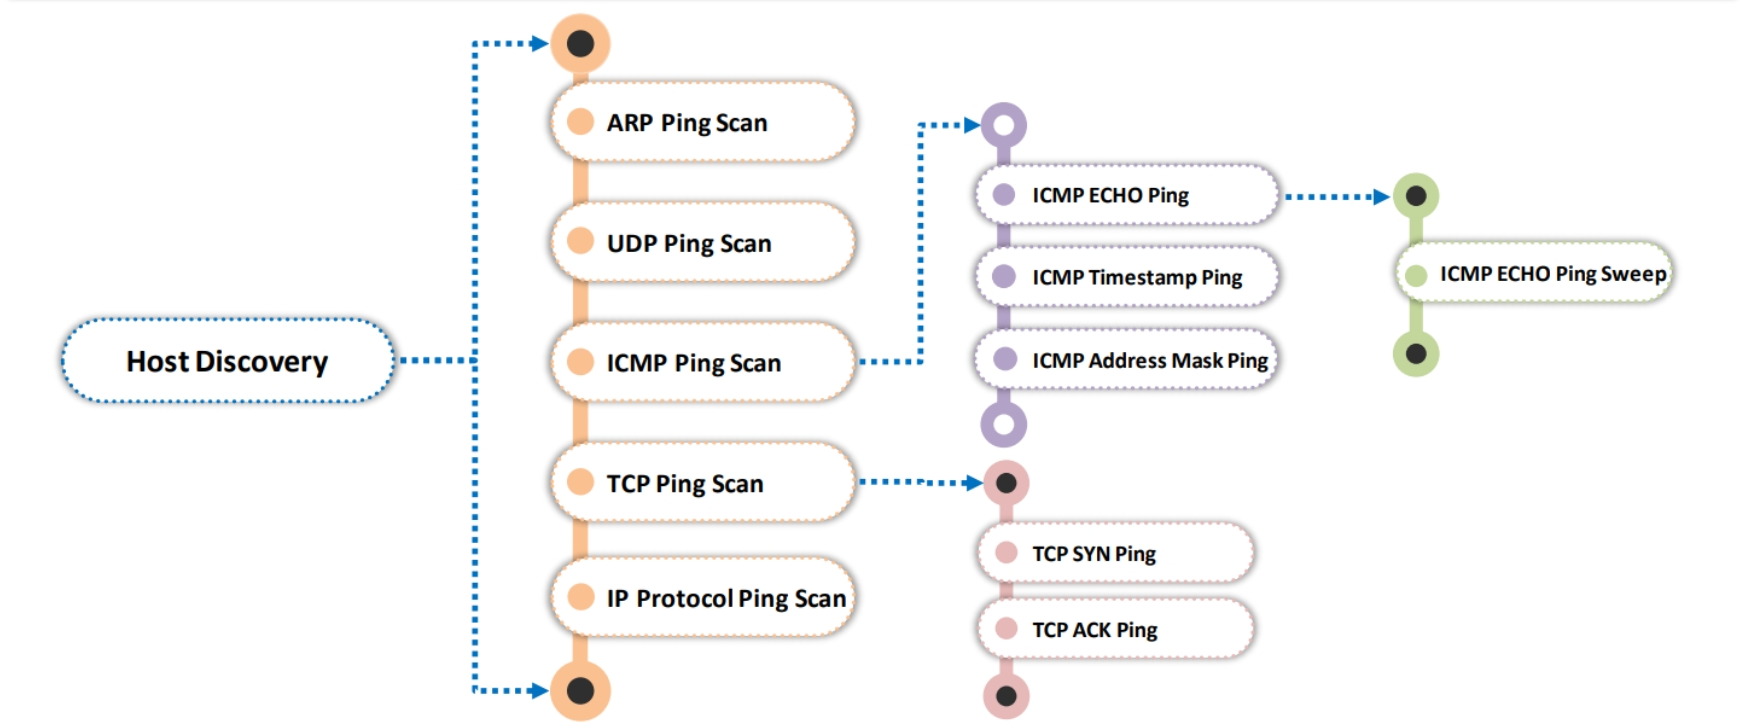 Host Discovery
ARP Ping Scan
UDP Ping Scan
ICMP Ping Scan
TCP Ping Scan
IP Protocol Ping Scan
ICMP ECHO Ping
ICMP Timestamp Ping
ICMP Address Mask Ping
ICMP ECHO Ping Sweep
TCP SYN Ping
TCP ACK Ping